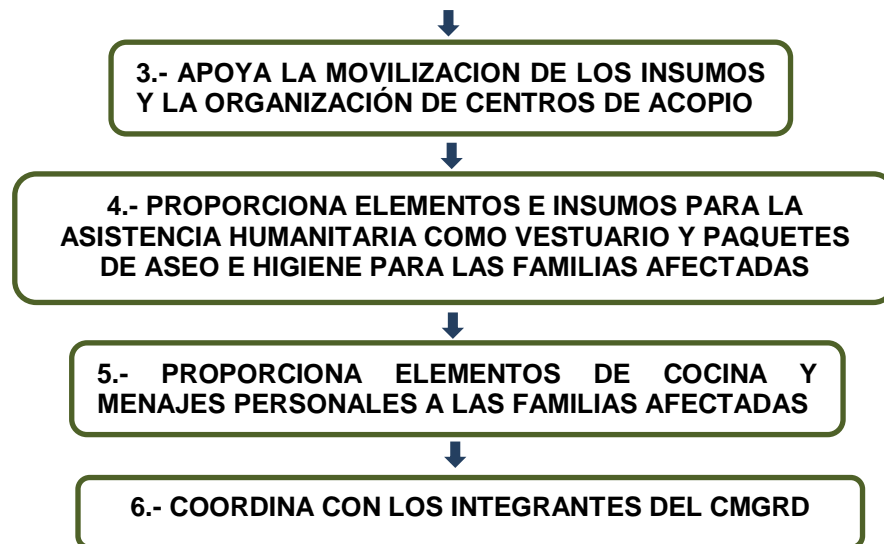 3.- APOYA LA MOVILIZACION DE LOS INSUMOS
Y LA ORGANIZACIÓN DE CENTROS DE ACOPIO
4.- PROPORCIONA ELEMENTOS E INSUMOS PARA LA
ASISTENCIA HUMANITARIA COMO VESTUARIO Y PAQUETES
DE ASEO E HIGIENE PARA LAS FAMILIAS AFECTADAS
5.- PROPORCIONA ELEMENTOS DE COCINA Y
MENAJES PERSONALES A LAS FAMILIAS AFECTADAS
6.- COORDINA CON LOS INTEGRANTES DEL CMGRD